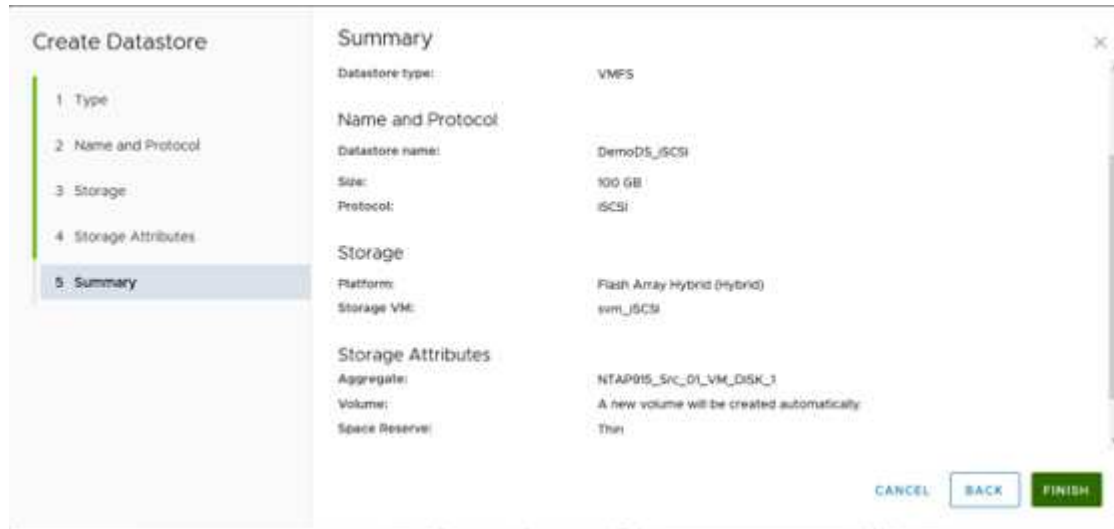 Create Datastore
1 Type
2 Name and Protocol
3 Storage
4 Storage Attributes
5 Summary
Summary
Datastore type: VMFS
Name and Protocol
Datastore name: DemoDS_iSCSI
Size: 100 GB
Protocol: iSCSI
Storage
Platform: Flash Array Hybrid (Hybrid)
Storage VM: svm_iSCSI
Storage Attributes
Aggregate: NTAP915_Src_01_VM_DISK_1
Volume: A new volume will be created automatically
Space Reserve: Thin
CANCEL BACK FINISH